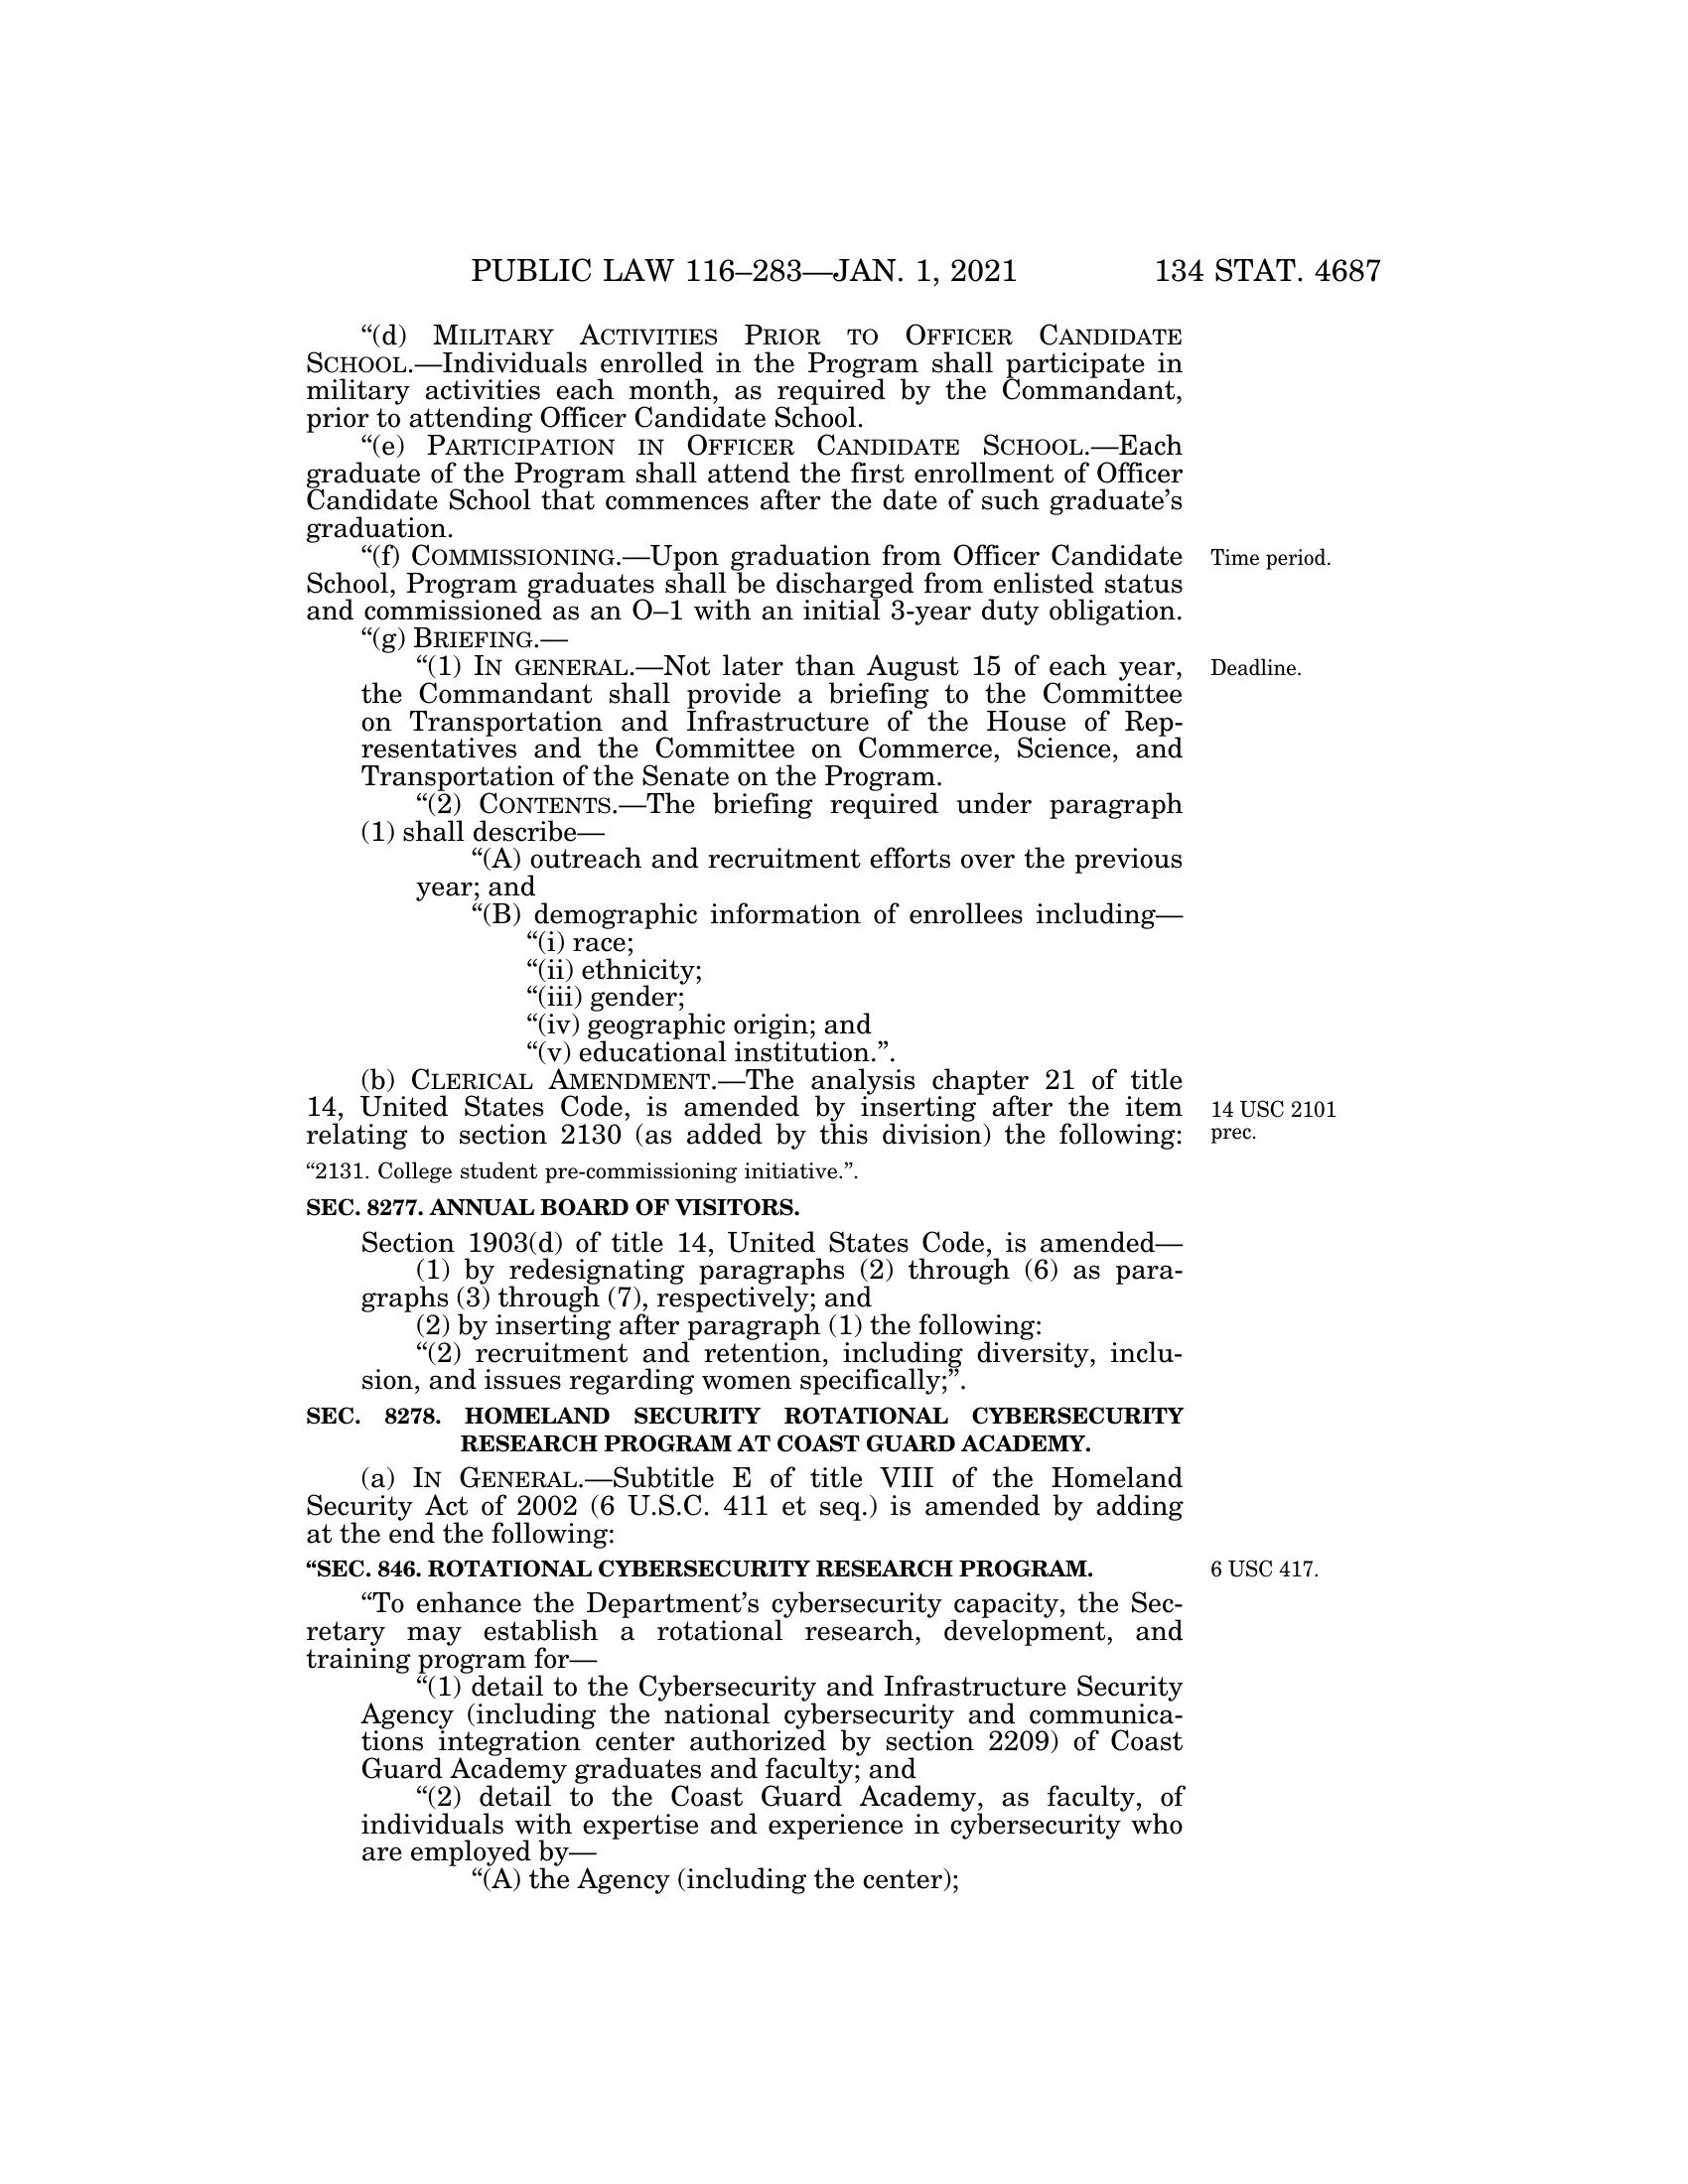 PUBLIC LAW 116–283—JAN. 1, 2021 134 STAT. 4687
“(d) MILITARY ACTIVITIES PRIOR TO OFFICER CANDIDATE
SCHOOL.—Individuals enrolled in the Program shall participate in
military activities each month, as required by the Commandant,
prior to attending Officer Candidate School.
“(e) PARTICIPATION IN OFFICER CANDIDATE SCHOOL.—Each
graduate of the Program shall attend the first enrollment of Officer
Candidate School that commences after the date of such graduate’s
graduation.
“(f) COMMISSIONING.—Upon graduation from Officer Candidate
Time period.
School, Program graduates shall be discharged from enlisted status
and commissioned as an O–1 with an initial 3-year duty obligation.
“(g) BRIEFING.—
“(1) IN GENERAL.—Not later than August 15 of each year,
Deadline.
the Commandant shall provide a briefing to the Committee
on Transportation and Infrastructure of the House of Rep-
resentatives and the Committee on Commerce, Science, and
Transportation of the Senate on the Program.
“(2) CONTENTS.—The briefing required under paragraph
(1) shall describe—
“(A) outreach and recruitment efforts over the previous
year; and
“(B) demographic information of enrollees including—
“(i) race;
“(ii) ethnicity;
“(iii) gender;
“(iv) geographic origin; and
“(v) educational institution.”.
(b) CLERICAL AMENDMENT.—The analysis chapter 21 of title
14, United States Code, is amended by inserting after the item
relating to section 2130 (as added by this division) the following:
14 USC 2101
prec.
“2131. College student pre-commissioning initiative.”.
SEC. 8277. ANNUAL BOARD OF VISITORS.
Section 1903(d) of title 14, United States Code, is amended—
(1) by redesignating paragraphs (2) through (6) as para-
graphs (3) through (7), respectively; and
(2) by inserting after paragraph (1) the following:
“(2) recruitment and retention, including diversity, inclu-
sion, and issues regarding women specifically;”.
SEC. 8278. HOMELAND SECURITY ROTATIONAL CYBERSECURITY
RESEARCH PROGRAM AT COAST GUARD ACADEMY.
(a) IN GENERAL.—Subtitle E of title VIII of the Homeland
Security Act of 2002 (6 U.S.C. 411 et seq.) is amended by adding
at the end the following:
“SEC. 846. ROTATIONAL CYBERSECURITY RESEARCH PROGRAM.
6 USC 417.
“To enhance the Department’s cybersecurity capacity, the Sec-
retary may establish a rotational research, development, and
training program for—
“(1) detail to the Cybersecurity and Infrastructure Security
Agency (including the national cybersecurity and communica-
tions integration center authorized by section 2209) of Coast
Guard Academy graduates and faculty; and
“(2) detail to the Coast Guard Academy, as faculty, of
individuals with expertise and experience in cybersecurity who
are employed by—
“(A) the Agency (including the center);